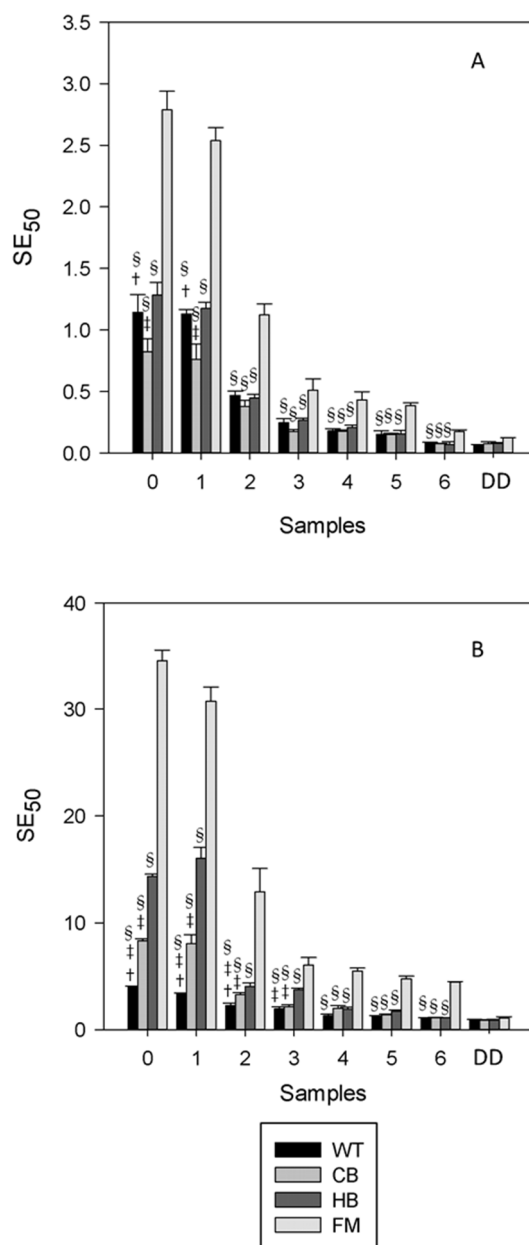 A
3.5
3.0
2.5
2.0
1.5
1.0
0.5
0.0
SE50
§ † § ‡ § § † § ‡ § § § § § § § § § § § § § § § §
0 1 2 3 4 5 6 DD
Samples
B
40
30
20
10
0
SE50
§ ‡ † § ‡ § § ‡ † § ‡ § § ‡ † § ‡ § § ‡ § ‡ § § § § § § § § § §
0 1 2 3 4 5 6 DD
Samples
WT
CB
HB
FM